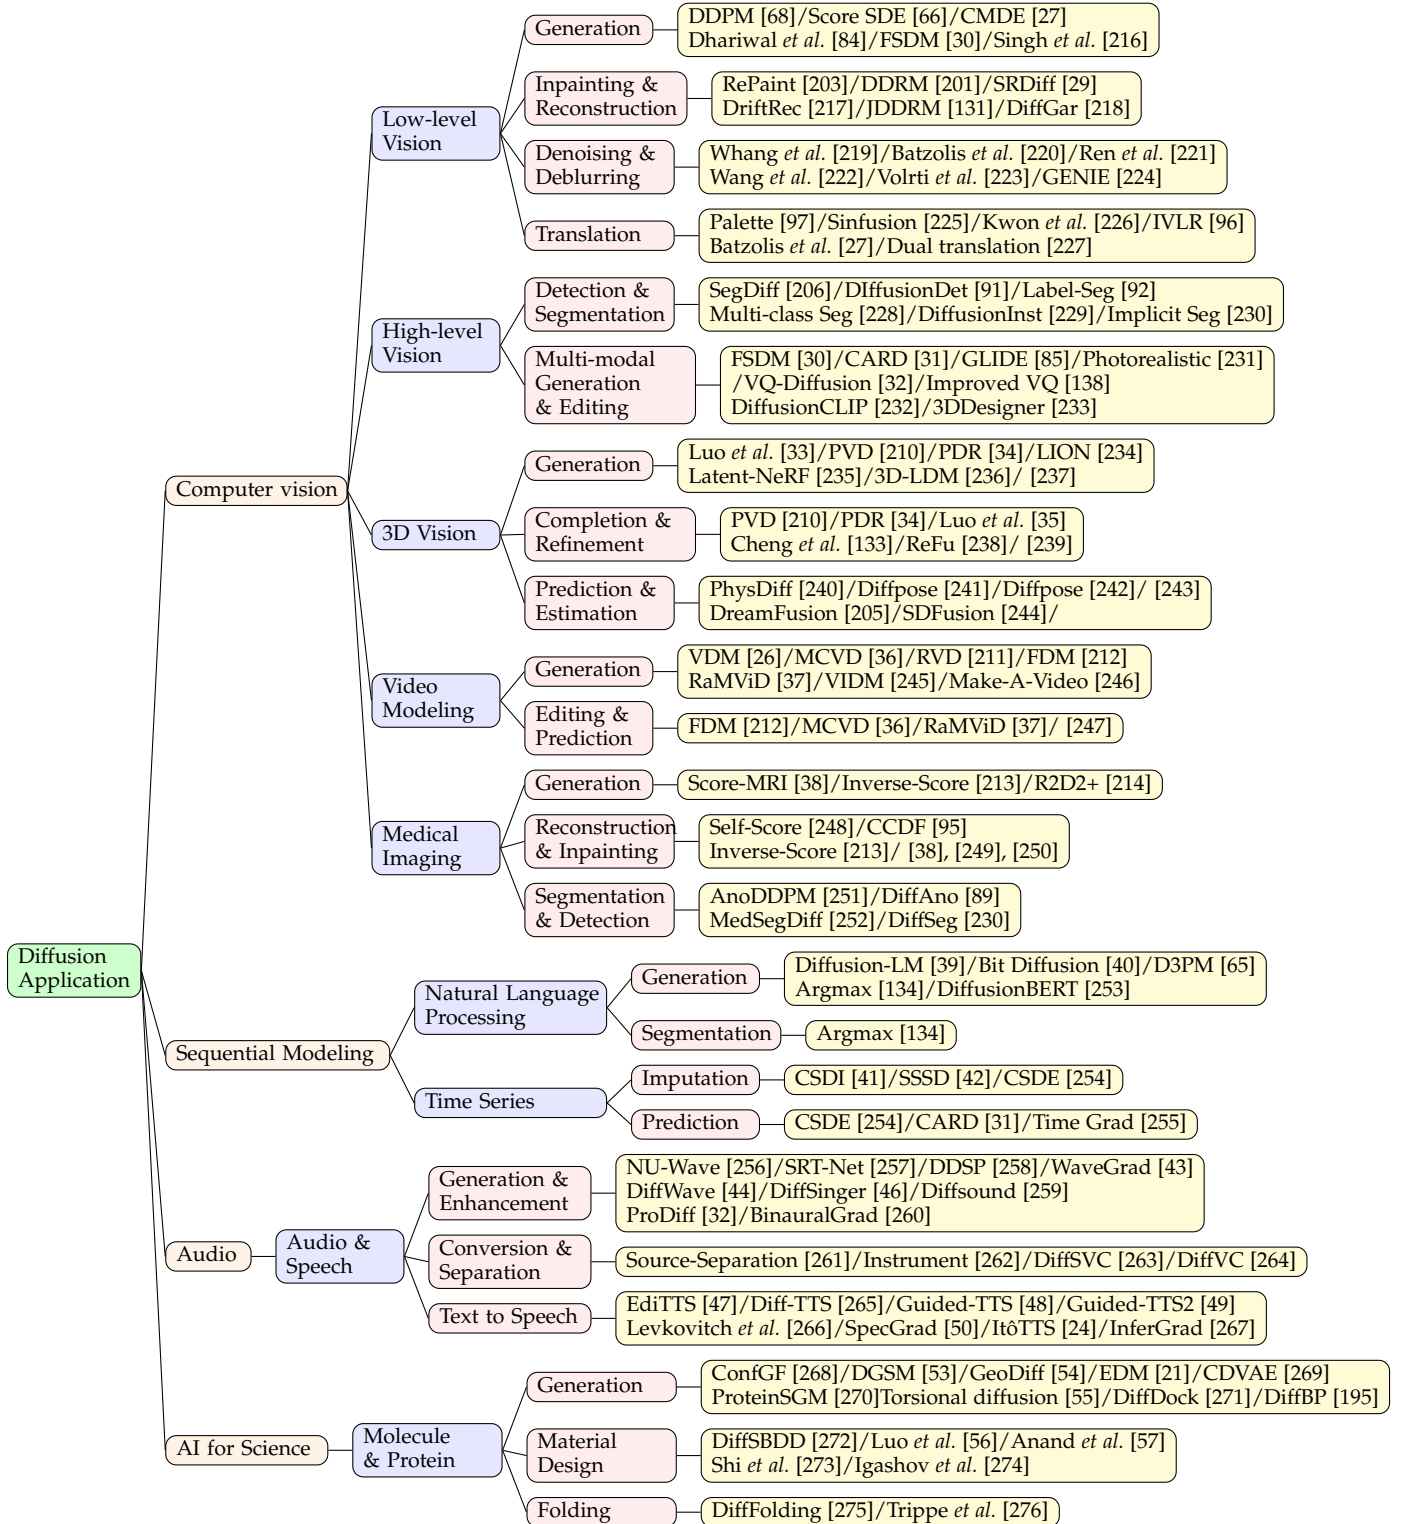 Diffusion
Application
Computer vision
Low-level
Vision
Generation
DDPM [68]/Score SDE [66]/CMDE [27]
Dhariwal et al. [84]/FSDM [30]/Singh et al. [216]
Inpainting &
Reconstruction
RePaint [203]/DDRM [201]/SRDiff [29]
DriftRec [217]/JDDRM [131]/DiffGar [218]
Denoising &
Deblurring
Whang et al. [219]/Batzolis et al. [220]/Ren et al. [221]
Wang et al. [222]/Volrti et al. [223]/GENIE [224]
Translation
Palette [97]/Sinfusion [225]/Kwon et al. [226]/IVLR [96]
Batzolis et al. [27]/Dual translation [227]
High-level
Vision
Detection &
Segmentation
SegDiff [206]/DIffusionDet [91]/Label-Seg [92]
Multi-class Seg [228]/DiffusionInst [229]/Implicit Seg [230]
Multi-modal
Generation
& Editing
FSDM [30]/CARD [31]/GLIDE [85]/Photorealistic [231]
/VQ-Diffusion [32]/Improved VQ [138]
DiffusionCLIP [232]/3DDesigner [233]
3D Vision
Generation
Luo et al. [33]/PVD [210]/PDR [34]/LION [234]
Latent-NeRF [235]/3D-LDM [236]/ [237]
Completion &
Refinement
PVD [210]/PDR [34]/Luo et al. [35]
Cheng et al. [133]/ReFu [238]/ [239]
Prediction &
Estimation
PhysDiff [240]/Diffpose [241]/Diffpose [242]/ [243]
DreamFusion [205]/SDFusion [244]/
Video
Modeling
Generation
VDM [26]/MCVD [36]/RVD [211]/FDM [212]
RaMViD [37]/VIDM [245]/Make-A-Video [246]
Editing &
Prediction
FDM [212]/MCVD [36]/RaMViD [37]/ [247]
Medical
Imaging
Generation
Score-MRI [38]/Inverse-Score [213]/R2D2+ [214]
Reconstruction
& Inpainting
Self-Score [248]/CCDF [95]
Inverse-Score [213]/ [38], [249], [250]
Segmentation
& Detection
AnoDDPM [251]/DiffAno [89]
MedSegDiff [252]/DiffSeg [230]
Sequential Modeling
Natural Language
Processing
Generation
Diffusion-LM [39]/Bit Diffusion [40]/D3PM [65]
Argmax [134]/DiffusionBERT [253]
Segmentation
Argmax [134]
Time Series
Imputation
CSDI [41]/SSSD [42]/CSDE [254]
Prediction
CSDE [254]/CARD [31]/Time Grad [255]
Audio
Audio &
Speech
Generation &
Enhancement
NU-Wave [256]/SRT-Net [257]/DDSP [258]/WaveGrad [43]
DiffWave [44]/DiffSinger [46]/Diffsound [259]
ProDiff [32]/BinauralGrad [260]
Conversion &
Separation
Source-Separation [261]/Instrument [262]/DiffSVC [263]/DiffVC [264]
Text to Speech
EdiTTS [47]/Diff-TTS [265]/Guided-TTS [48]/Guided-TTS2 [49]
Levkovitch et al. [266]/SpecGrad [50]/ItôTTS [24]/InferGrad [267]
AI for Science
Molecule
& Protein
Generation
ConfGF [268]/DGSM [53]/GeoDiff [54]/EDM [21]/CDVAE [269]
ProteinSGM [270]Torsional diffusion [55]/DiffDock [271]/DiffBP [195]
Material
Design
DiffSBDD [272]/Luo et al. [56]/Anand et al. [57]
Shi et al. [273]/Igashov et al. [274]
Folding
DiffFolding [275]/Trippe et al. [276]